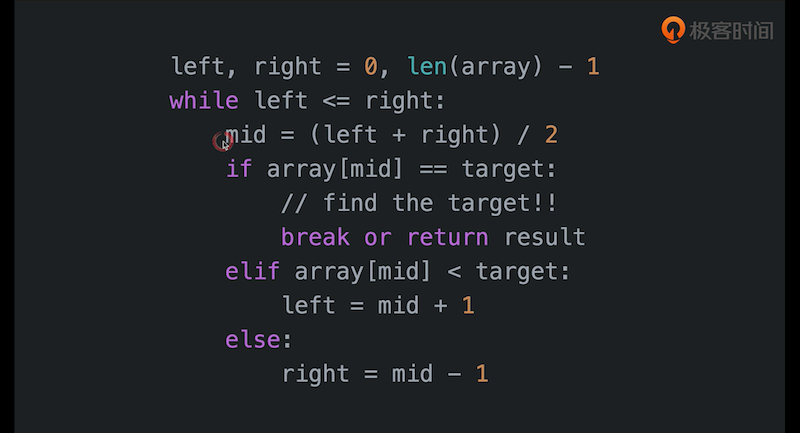 极客时间
left, right = 0, len(array) - 1
while left <= right:
    mid = (left + right) / 2
    if array[mid] == target:
        // find the target!!
        break or return result
    elif array[mid] < target:
        left = mid + 1
    else:
        right = mid - 1